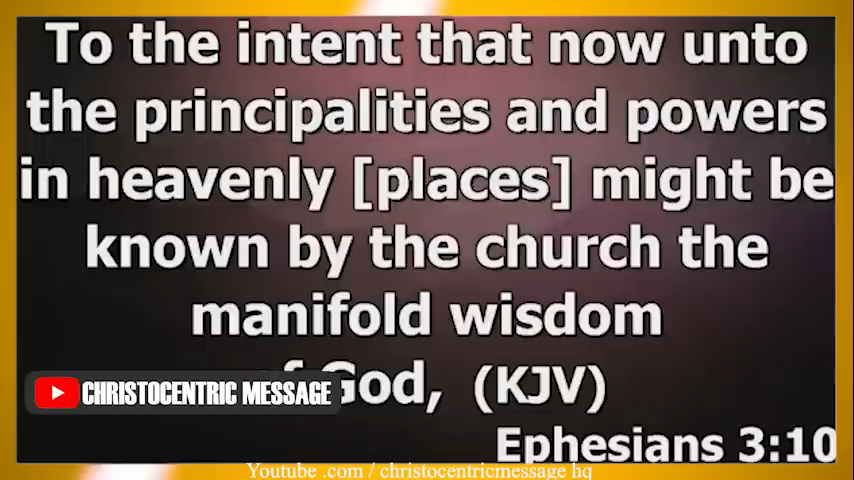 To the intent that now unto
the principalities and powers
in heavenly [places] might be
known by the church the
manifold wisdom
God, (KJV)
CHRISTOCENTRIC MESSAGE
Ephesians 3:10
Youtube .com / christocentricmessage hq